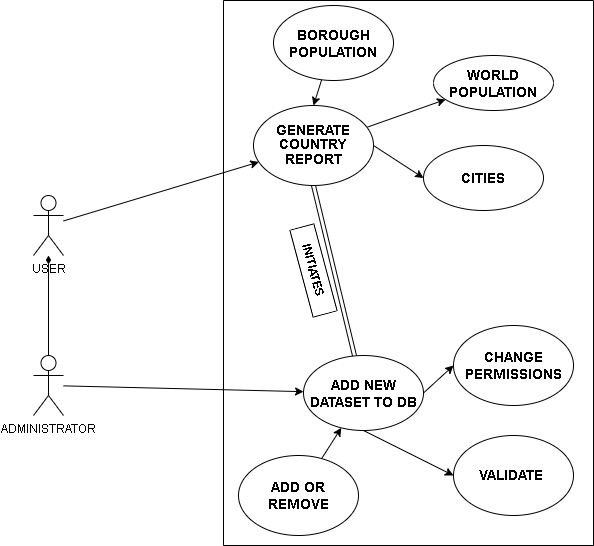 BOROUGH
POPULATION
WORLD
POPULATION
GENERATE
COUNTRY
REPORT
CITIES
USER
INITIATES
CHANGE
PERMISSIONS
ADD NEW
DATASET TO DB
ADMINISTRATOR
VALIDATE
ADD OR
REMOVE